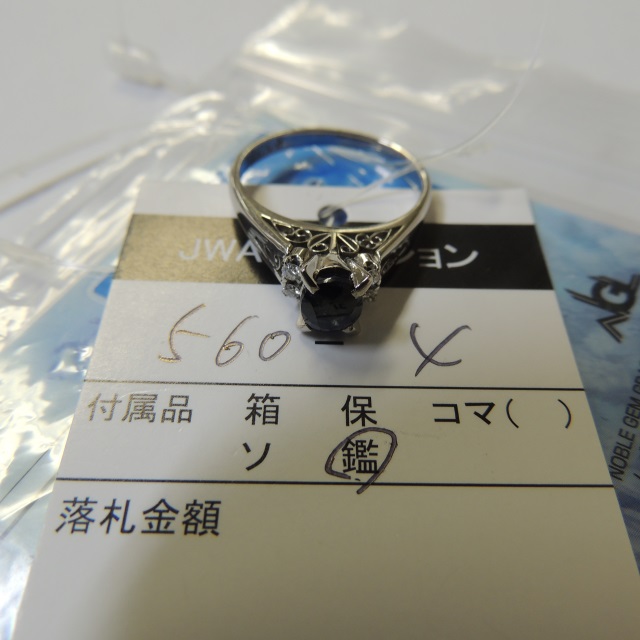 JWA
ション
560 - 4
付属品 箱 保 コマ( )
ソ 鑑
落札金額
NOBLE GEM